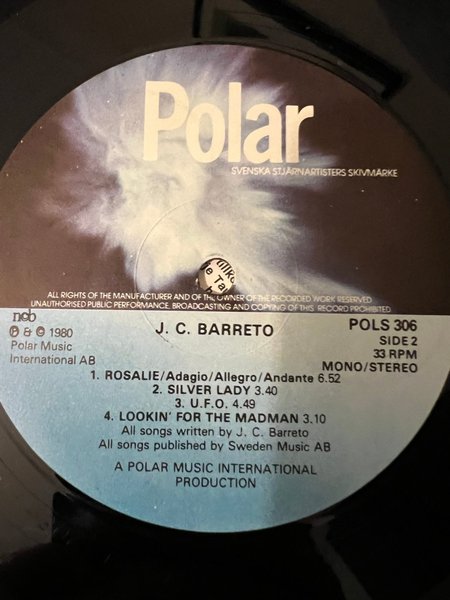 Polar
SVENSKA STJÄRNARTISTERS SKIVMÄRKE
ALL RIGHTS OF THE MANUFACTURER AND OF THE OWNER OF THE RECORDED WORK RESERVED
UNAUTHORISED PUBLIC PERFORMANCE, BROADCASTING AND COPYING OF THIS RECORD PROHIBITED
ncb
℗ & © 1980
Polar Music
International AB
J. C. BARRETO
POLS 306
SIDE 2
33 RPM
MONO/STEREO
1. ROSALIE/Adagio/Allegro/Andante 6.52
2. SILVER LADY 3.40
3. U.F.O. 4.49
4. LOOKIN' FOR THE MADMAN 3.10
All songs written by J. C. Barreto
All songs published by Sweden Music AB
A POLAR MUSIC INTERNATIONAL
PRODUCTION